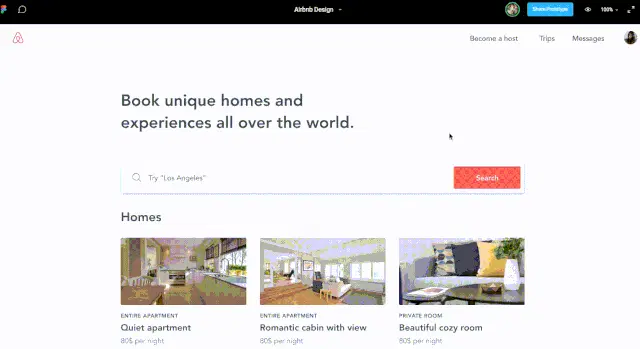 Airbnb Design
Share Prototype
100%
Become a host
Trips
Messages
Book unique homes and
experiences all over the world.
Try "Los Angeles"
Search
Homes
ENTIRE APARTMENT
Quiet apartment
80$ per night
ENTIRE APARTMENT
Romantic cabin with view
80$ per night
PRIVATE ROOM
Beautiful cozy room
80$ per night